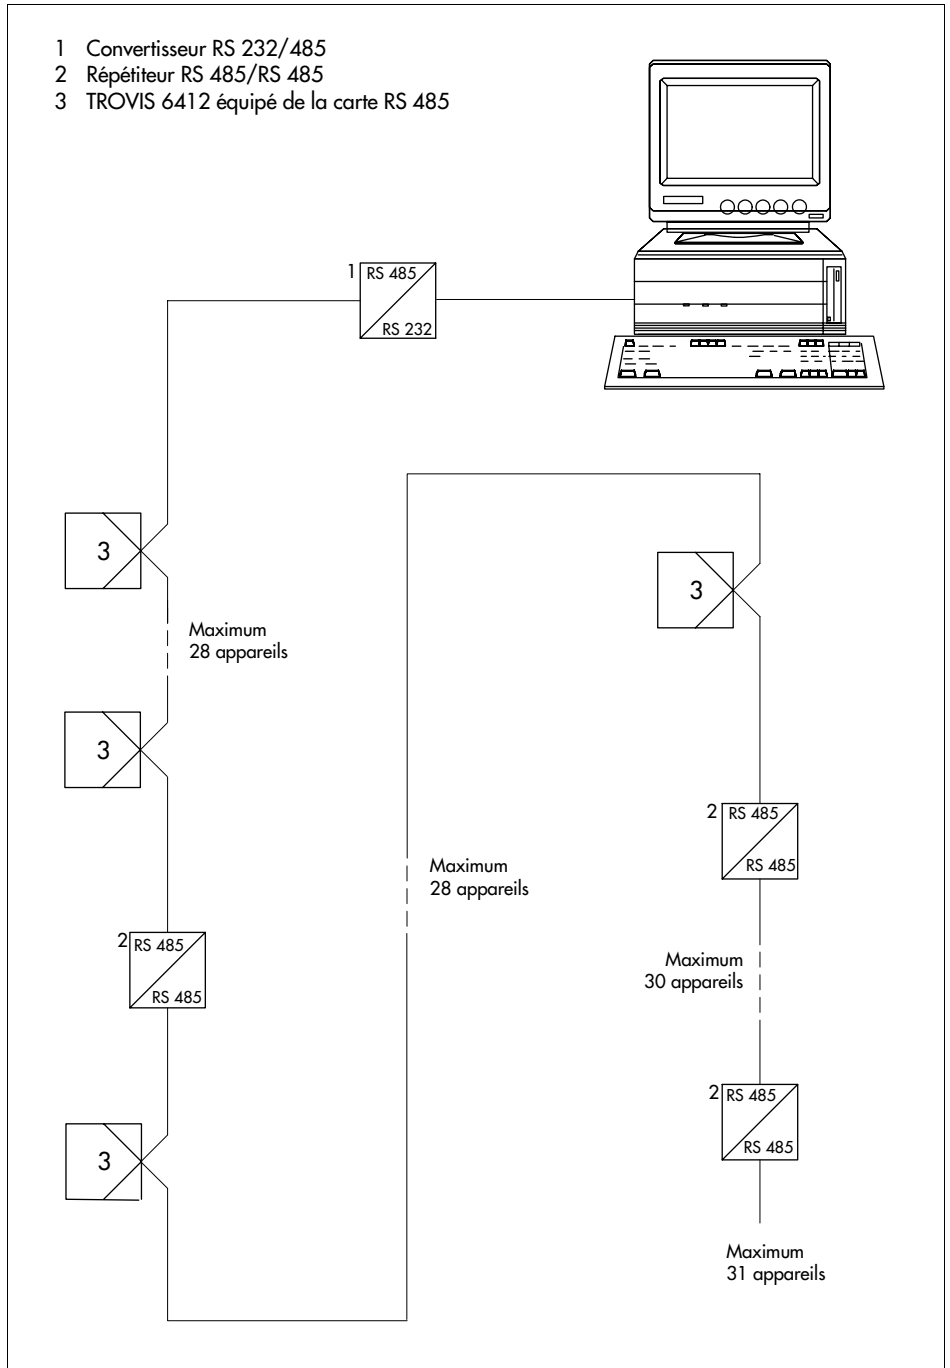 1 Convertisseur RS 232/485
2 Répétiteur RS 485/RS 485
3 TROVIS 6412 équipé de la carte RS 485
1
RS 485
RS 232
3
Maximum
28 appareils
3
2
RS 485
RS 485
3
Maximum
28 appareils
3
2
RS 485
RS 485
Maximum
30 appareils
2
RS 485
RS 485
Maximum
31 appareils